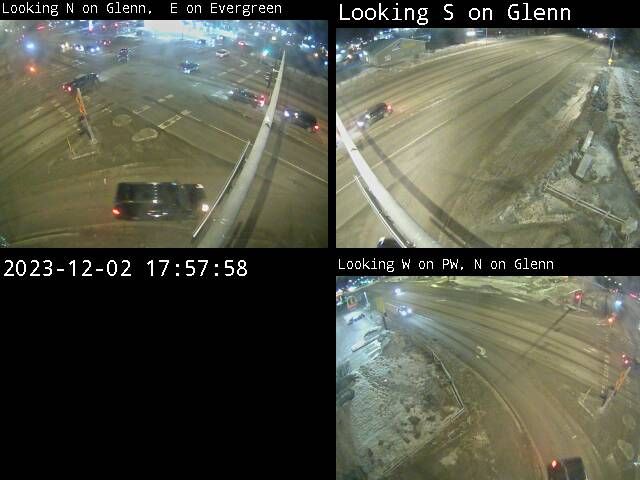 Looking N on Glenn, E on Evergreen
Looking S on Glenn
2023-12-02 17:57:58
Looking W on PW, N on Glenn